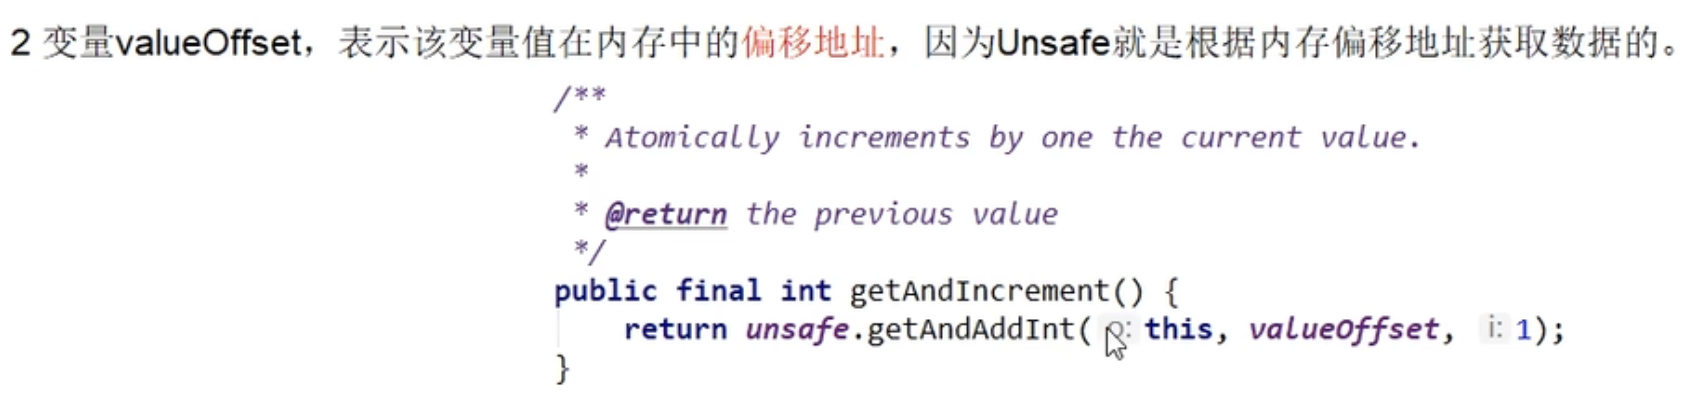 2 变量valueOffset，表示该变量值在内存中的偏移地址，因为Unsafe就是根据内存偏移地址获取数据的。
/**
 * Atomically increments by one the current value.
 *
 * @return the previous value
 */
public final int getAndIncrement() {
    return unsafe.getAndAddInt( o: this, valueOffset, i: 1);
}